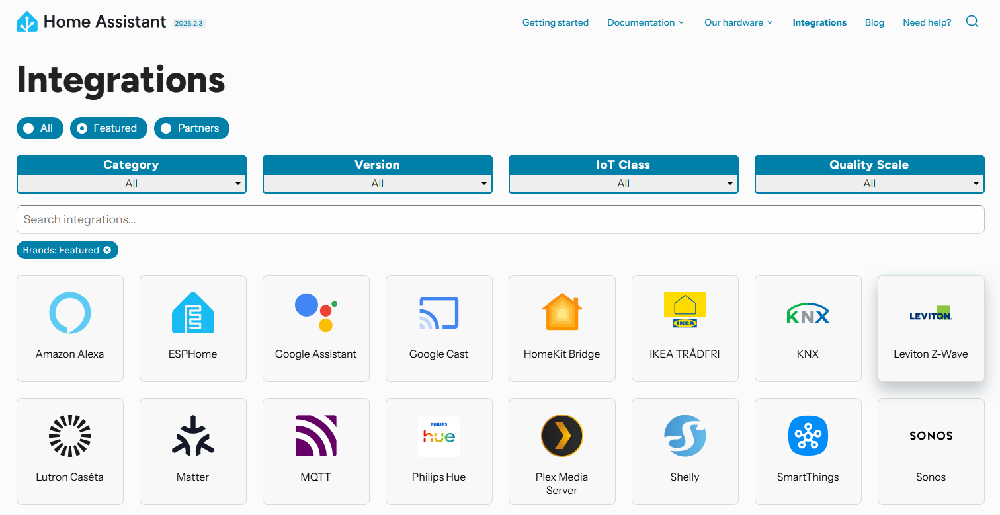 Home Assistant 2026.2.3
Getting started Documentation Our hardware Integrations Blog Need help?
Integrations
All Featured Partners
Category Version IoT Class Quality Scale
All All All All
Search integrations...
Brands: Featured
IKEA KNX LEVITON
Amazon Alexa ESPHome Google Assistant Google Cast HomeKit Bridge IKEA TRÅDFRI KNX Leviton Z-Wave
PHILIPS
hue SONOS
Lutron Caséta Matter MQTT Philips Hue Plex Media Shelly SmartThings Sonos
Server